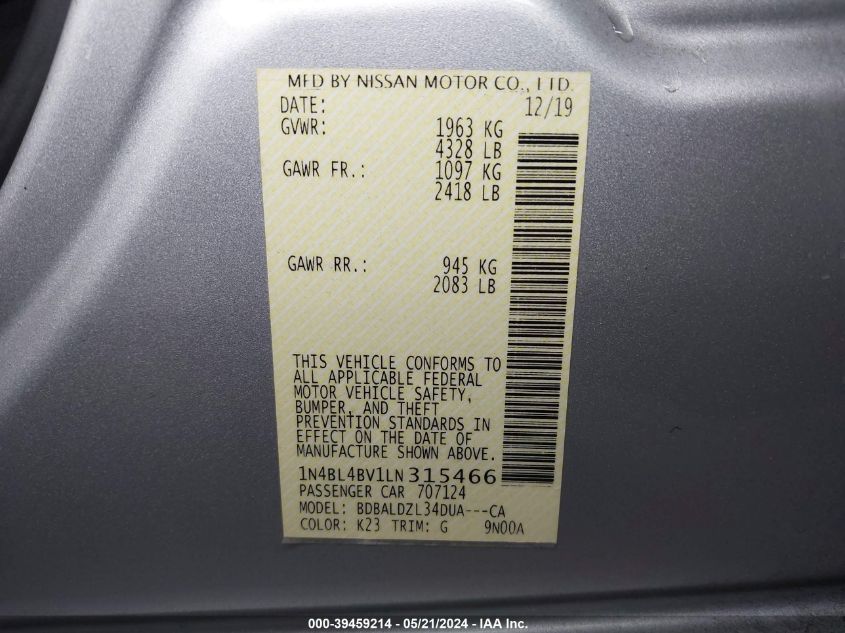 MFD BY NISSAN MOTOR CO., LTD.
DATE: 12/19
GVWR: 1963 KG
4328 LB
GAWR FR.: 1097 KG
2418 LB
GAWR RR.: 945 KG
2083 LB
THIS VEHICLE CONFORMS TO
ALL APPLICABLE FEDERAL
MOTOR VEHICLE SAFETY,
BUMPER, AND THEFT
PREVENTION STANDARDS IN
EFFECT ON THE DATE OF
MANUFACTURE SHOWN ABOVE.
1N4BL4BV1LN315466
PASSENGER CAR 707124
MODEL: BDBALDZL34DUA---CA
COLOR: K23 TRIM: G 9N00A
000-39459214 - 05/21/2024 - IAA Inc.